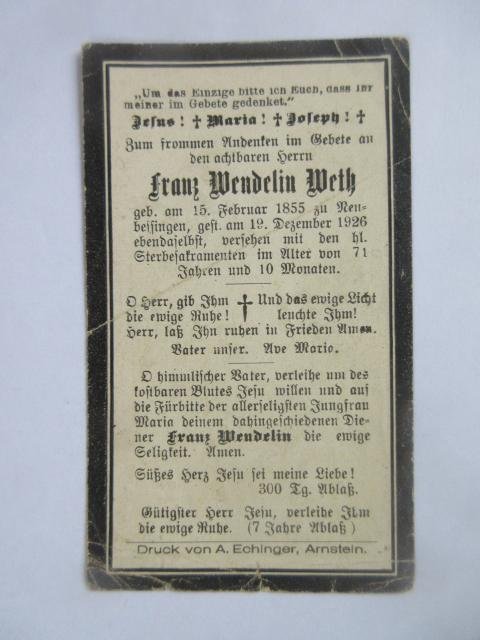 „Um das Einzige bitte ich Euch, dass ihr
meiner im Gebete gedenket."
Jesus! ✝ Maria! ✝ Joseph! ✝
Zum frommen Andenken im Gebete an
den achtbaren Herrn
Franz Wendelin Weth
geb. am 15. Februar 1855 zu Neu-
bessingen, gest. am 19. Dezember 1926
ebendaselbst, versehen mit den hl.
Sterbesakramenten im Alter von 71
Jahren und 10 Monaten.
O Herr, gib Ihm ✝ Und das ewige Licht
die ewige Ruhe! leuchte Ihm!
Herr, laß Ihn ruhen in Frieden Amen.
Vater unser. Ave Maria.
O himmlischer Vater, verleihe um des
kostbaren Blutes Jesu willen und auf
die Fürbitte der allerseligsten Jungfrau
Maria deinem dahingeschiedenen Die-
ner Franz Wendelin die ewige
Seligkeit. Amen.
Süßes Herz Jesu sei meine Liebe!
300 Tg. Ablaß.
Gütigster Herr Jesu, verleihe Ihm
die ewige Ruhe. (7 Jahre Ablaß)
Druck von A. Echinger, Arnstein.